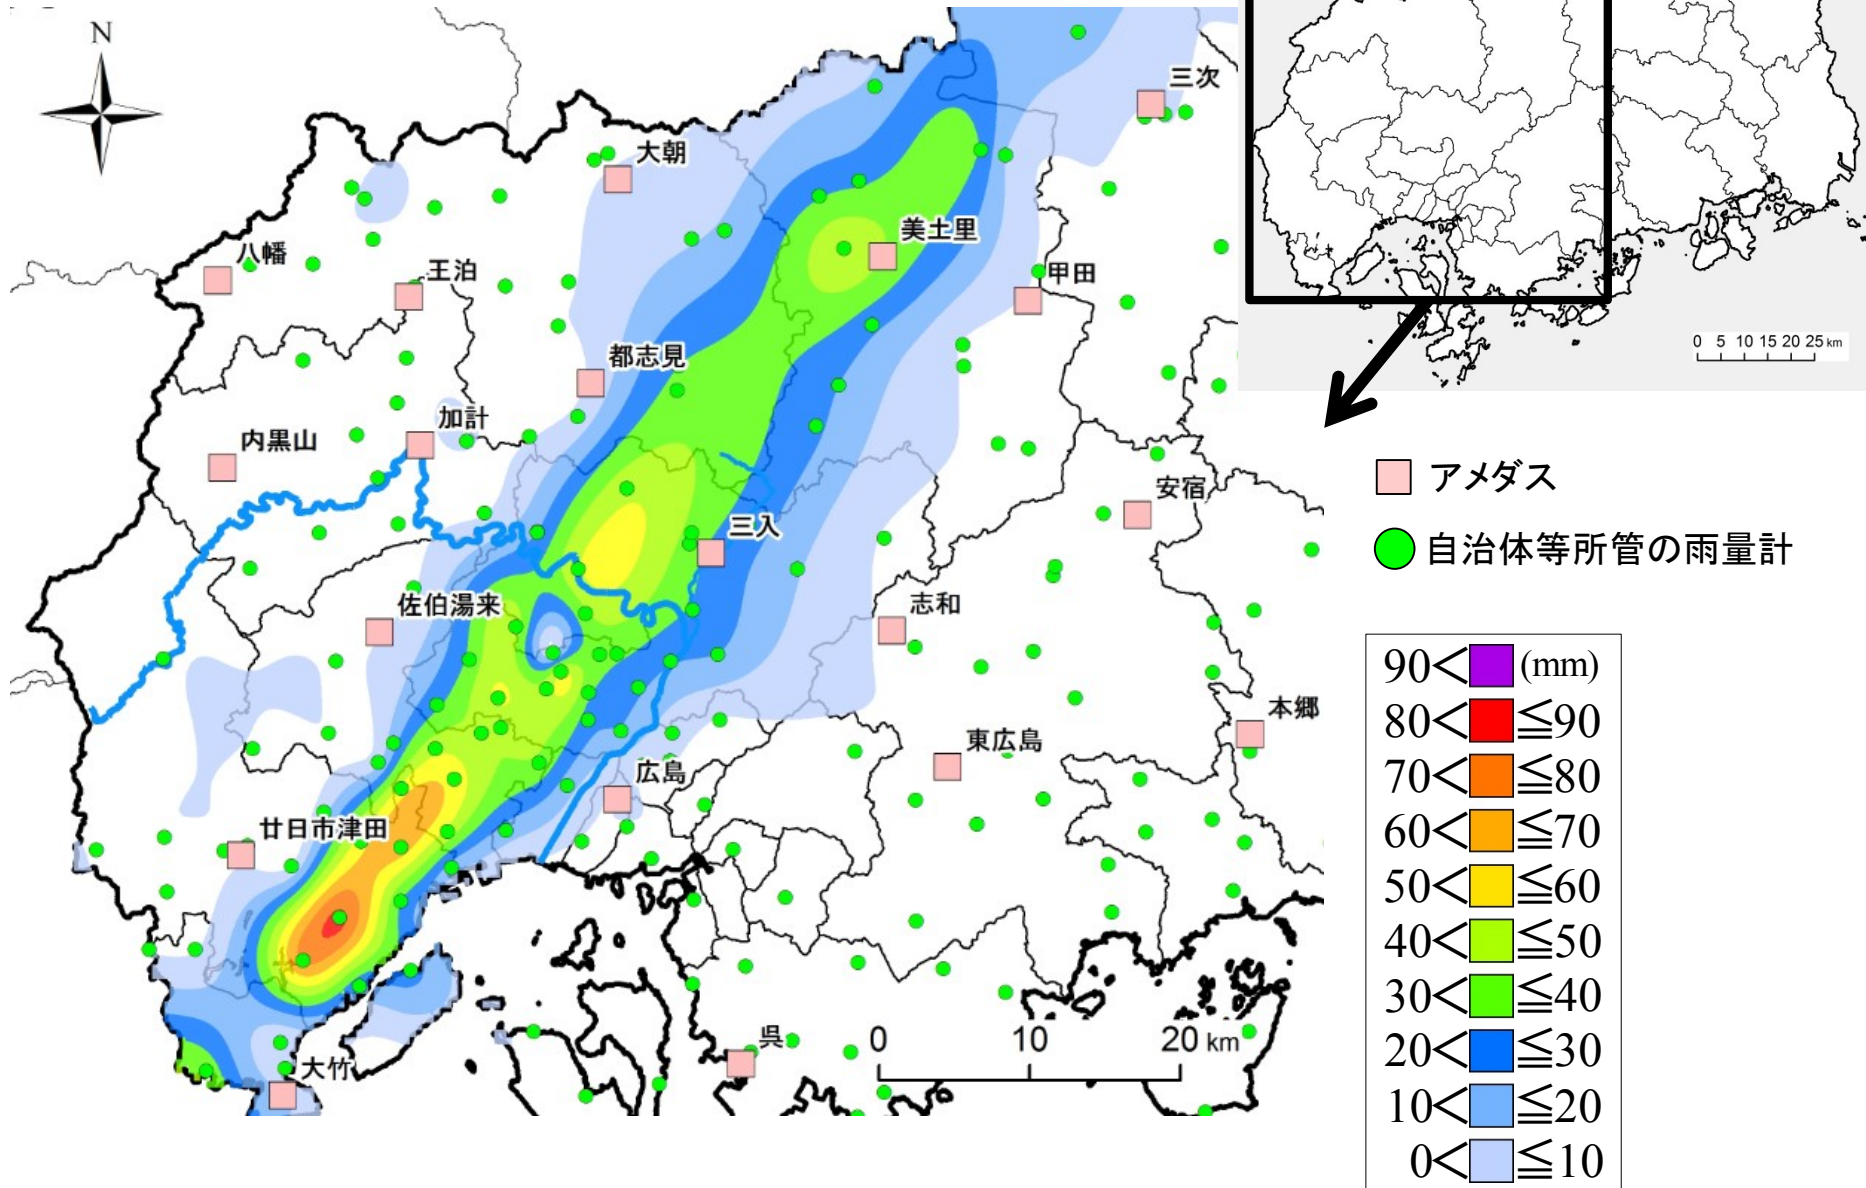 N
三次
大朝
美土里
八幡
王泊
甲田
都志見
加計
内黒山
安宿
三入
佐伯湯来
志和
本郷
東広島
広島
廿日市津田
呉
大竹
0 10 20 km
0 5 10 15 20 25 km
アメダス
自治体等所管の雨量計
90< (mm)
80< ≦90
70< ≦80
60< ≦70
50< ≦60
40< ≦50
30< ≦40
20< ≦30
10< ≦20
0< ≦10